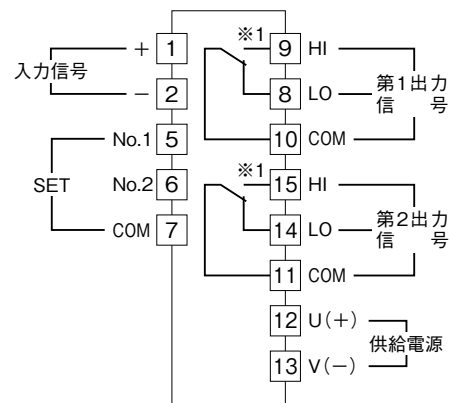 入力信号
+ 1
− 2
SET
No.1 5
No.2 6
COM 7
※1
9 HI
8 LO
10 COM
第1出力
信 号
※1
15 HI
14 LO
11 COM
第2出力
信 号
12 U(+)
13 V(−)
供給電源